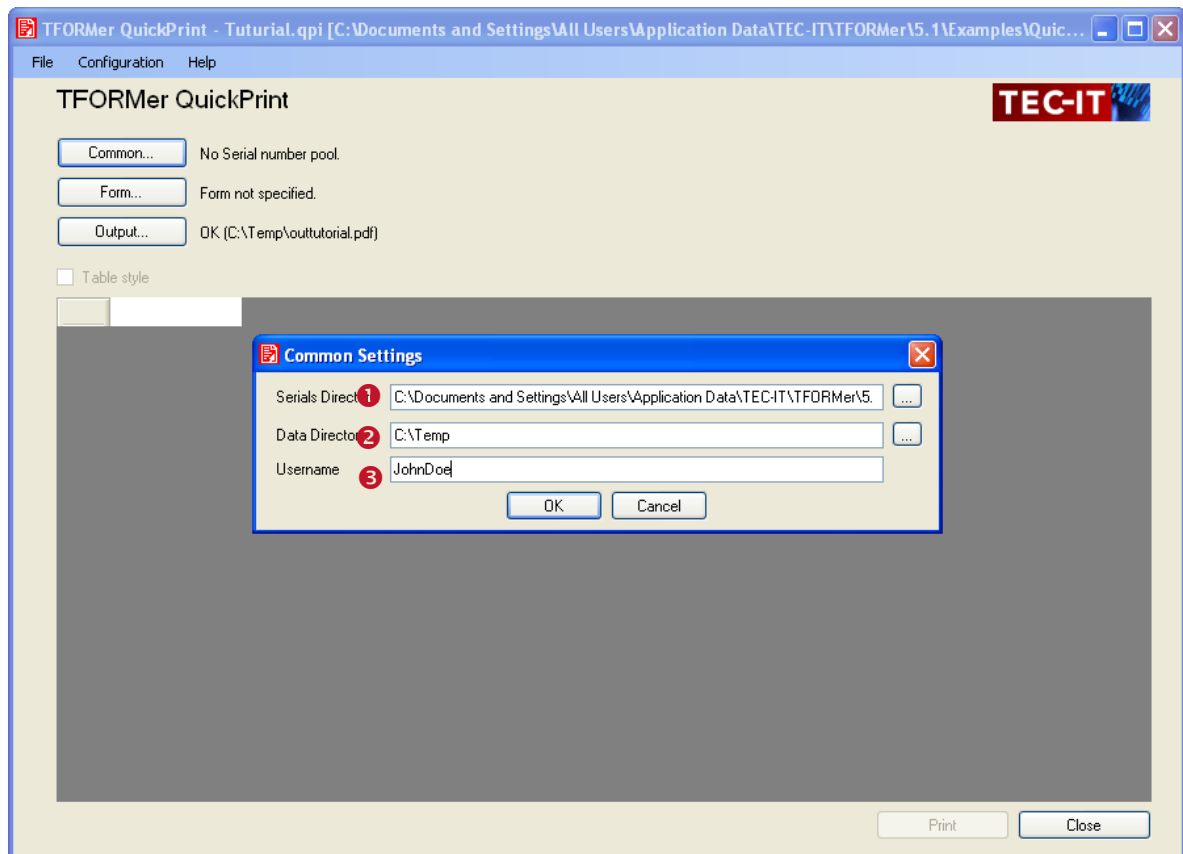 TFORMer QuickPrint - Tuturial.qpi [C:\Documents and Settings\All Users\Application Data\TEC-IT\TFORMer\5.1\Examples\Quic...
File Configuration Help
TFORMer QuickPrint
TEC-IT
Common... No Serial number pool.
Form... Form not specified.
Output... OK (C:\Temp\outtutorial.pdf)
Table style
Common Settings
Serials Direct 1 C:\Documents and Settings\All Users\Application Data\TEC-IT\TFORMer\5. ...
Data Director 2 C:\Temp ...
Username 3 JohnDoe
OK Cancel
Print Close